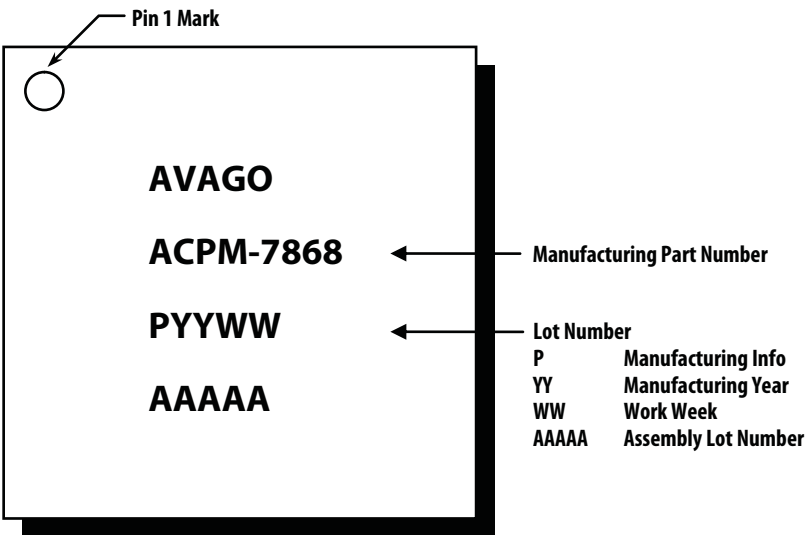 Pin 1 Mark
AVAGO
ACPM-7868
Manufacturing Part Number
PYYWW
Lot Number
P Manufacturing Info
YY Manufacturing Year
WW Work Week
AAAAA Assembly Lot Number
AAAAA